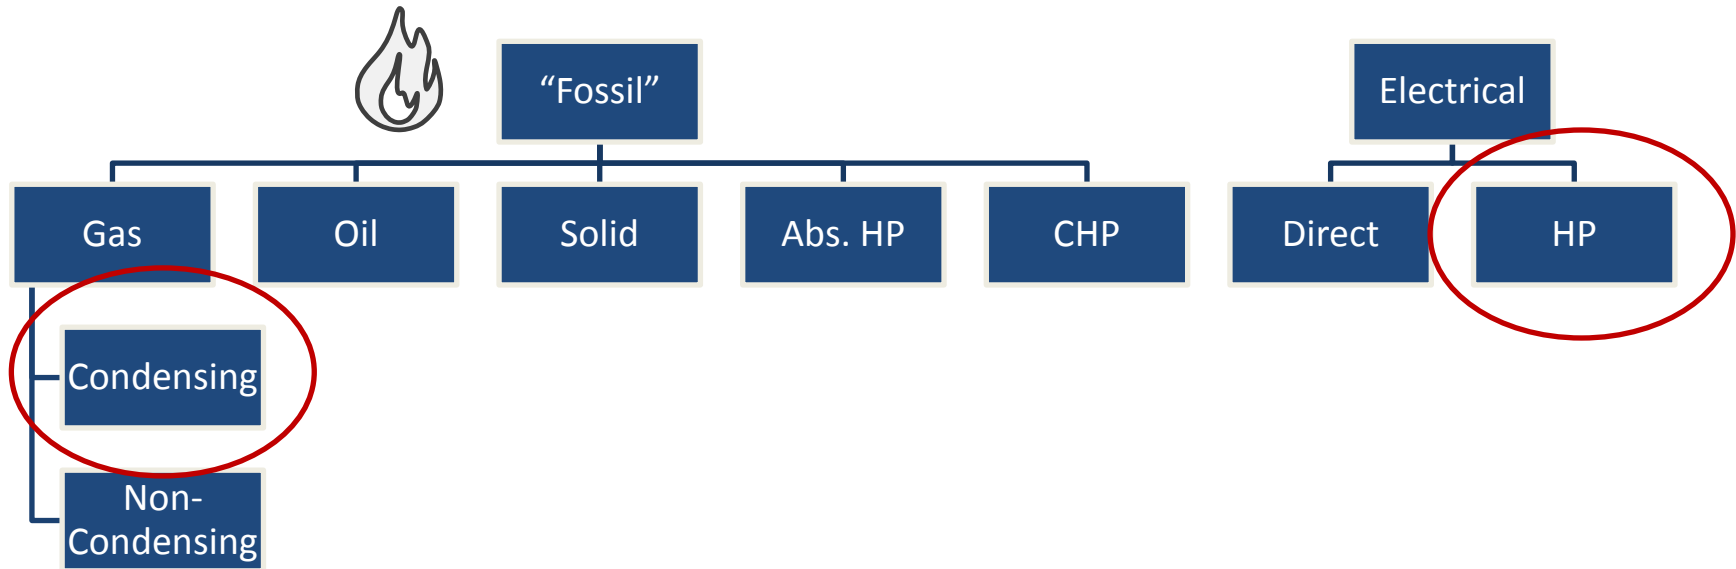 “Fossil”
Electrical
Gas
Oil
Solid
Abs. HP
CHP
Direct
HP
Condensing
Non-
Condensing